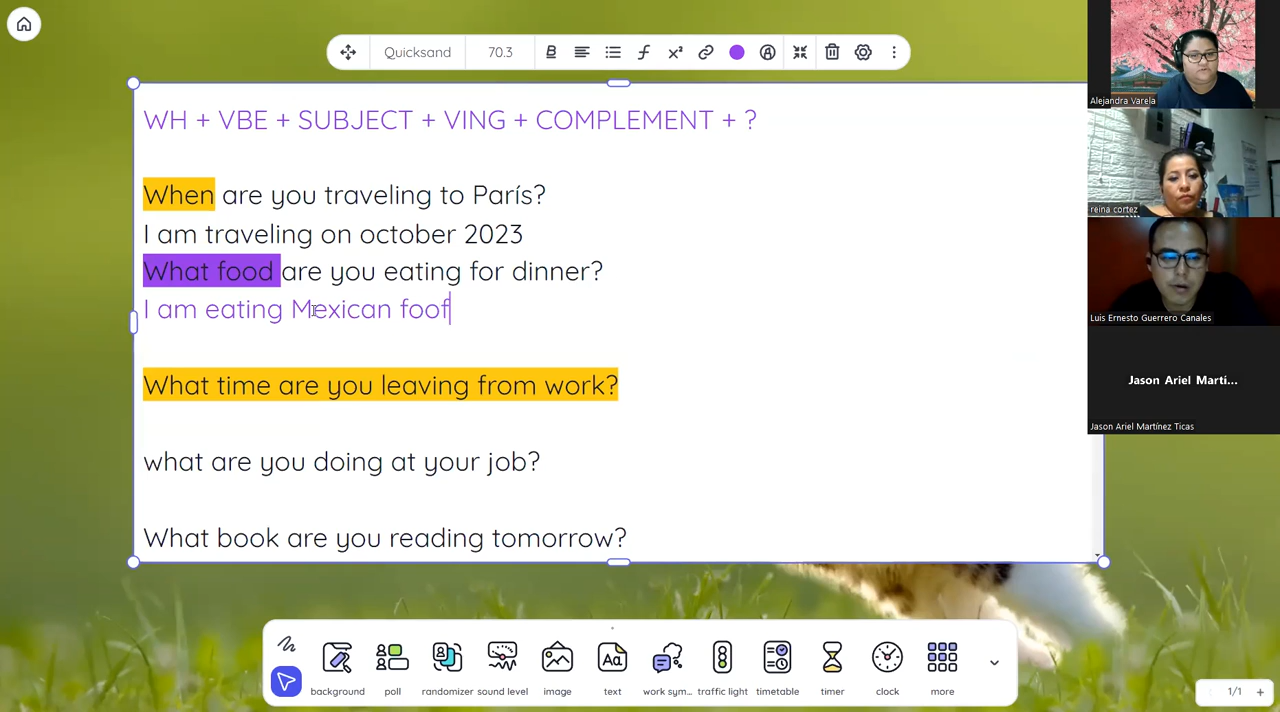 Quicksand
70.3
WH + VBE + SUBJECT + VING + COMPLEMENT + ?
When are you traveling to París?
I am traveling on october 2023
What food are you eating for dinner?
I am eating Mexican foof
What time are you leaving from work?
what are you doing at your job?
What book are you reading tomorrow?
Alejandra Varela
reina cortez
Luis Ernesto Guerrero Canales
Jason Ariel Martí...
Jason Ariel Martínez Ticas
background
poll
randomizer
sound level
image
text
work sym...
traffic light
timetable
timer
clock
more
1/1